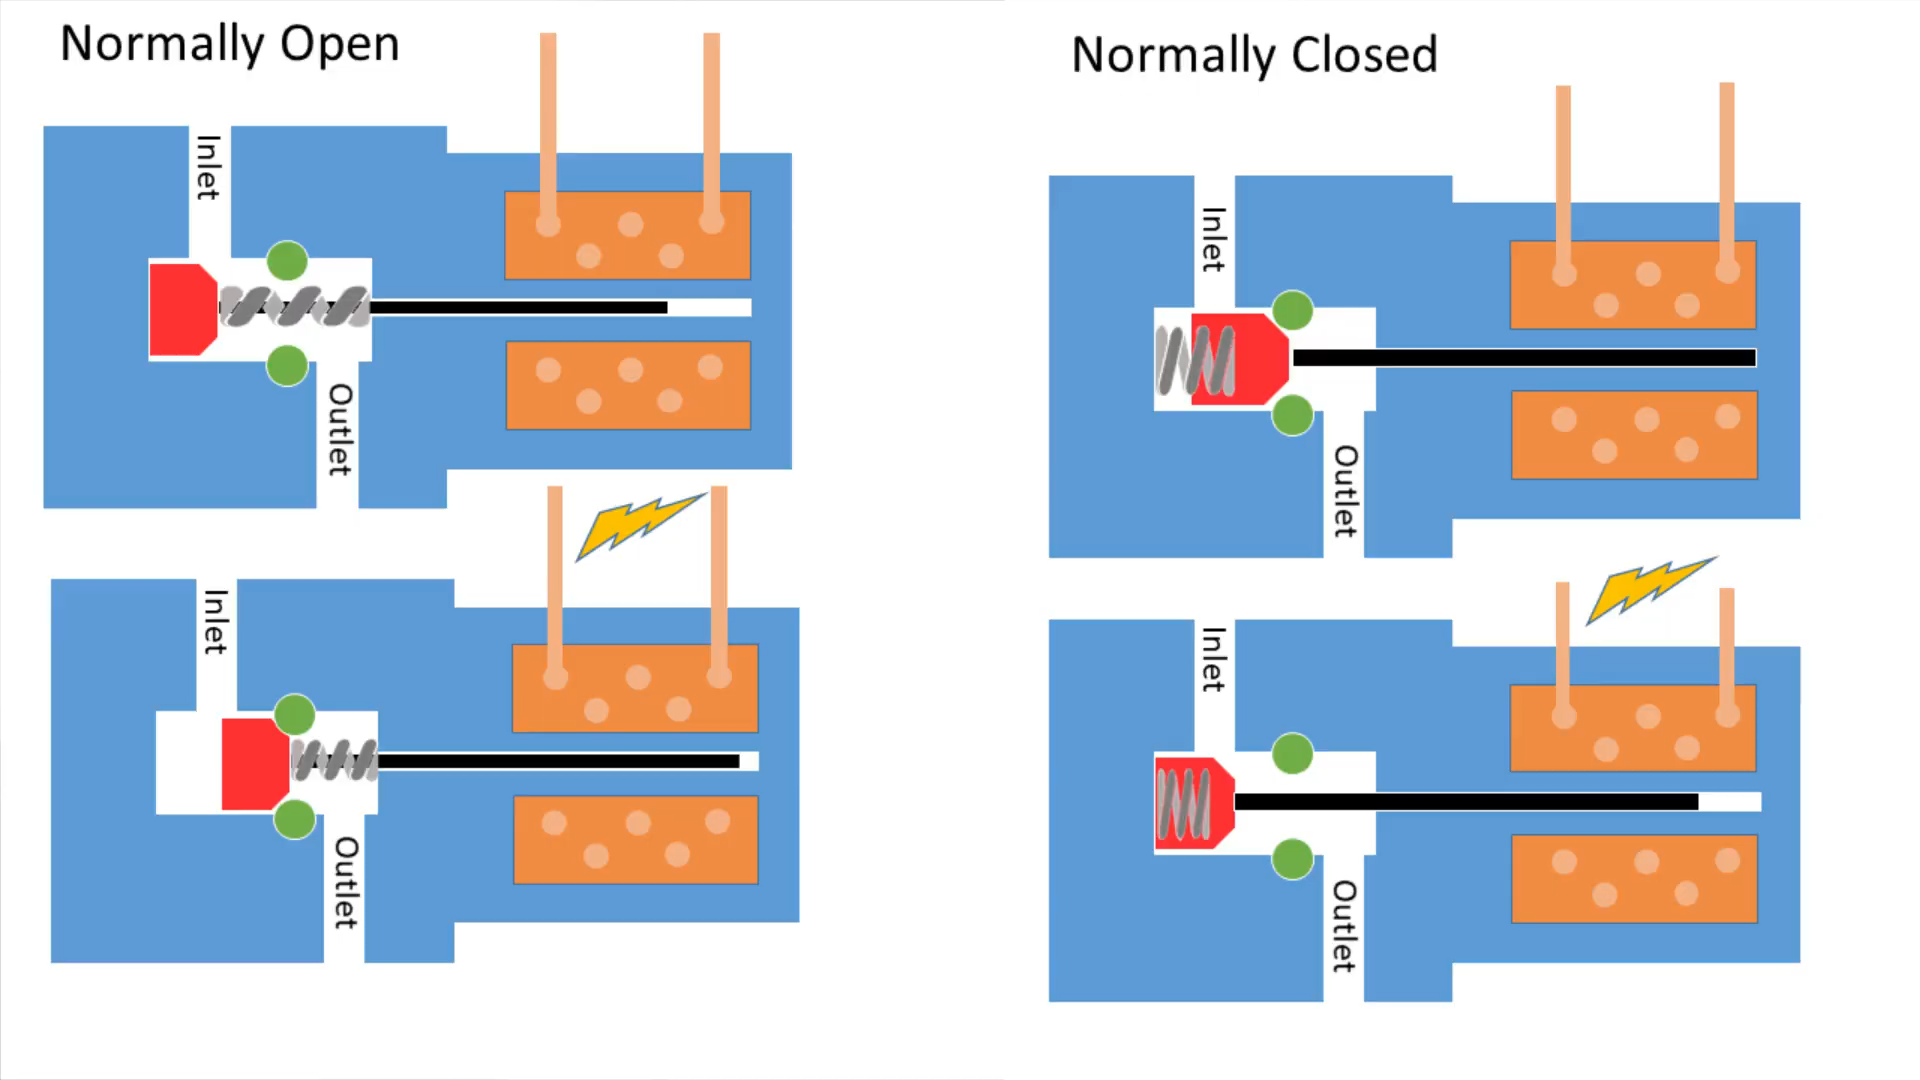 Normally Open
Inlet
Outlet
Inlet
Outlet
Normally Closed
Inlet
Outlet
Inlet
Outlet